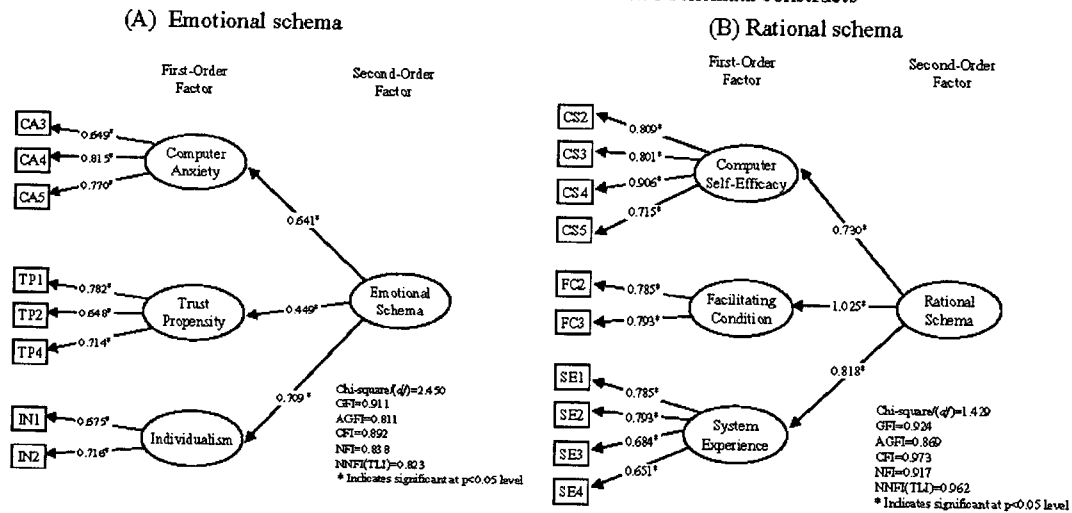 (A) Emotional schema
First-Order
Factor
Second-Order
Factor
CA3
CA4
CA5
0.649*
0.815*
0.770*
Computer
Anxiety
0.641*
TP1
TP2
TP4
0.782*
0.648*
0.714*
Trust
Propensity
0.449*
Emotional
Schema
IN1
IN2
0.675*
0.716*
Individualism
0.709*
Chi-square/(df)=2.450
GFI=0.911
AGFI=0.811
CFI=0.892
NFI=0.838
NNFI(TLI)=0.823
* Indicates significant at p<0.05 level
constructs
(B) Rational schema
First-Order
Factor
Second-Order
Factor
CS2
CS3
CS4
CS5
0.809*
0.801*
0.906*
0.715*
Computer
Self-Efficacy
0.730*
FC2
FC3
0.785*
0.793*
Facilitating
Condition
1.025*
Rational
Schema
SE1
SE2
SE3
SE4
0.785*
0.793*
0.684*
0.651*
System
Experience
0.818*
Chi-square/(df)=1.429
GFI=0.924
AGFI=0.869
CFI=0.973
NFI=0.917
NNFI(TLI)=0.962
* Indicates significant at p<0.05 level